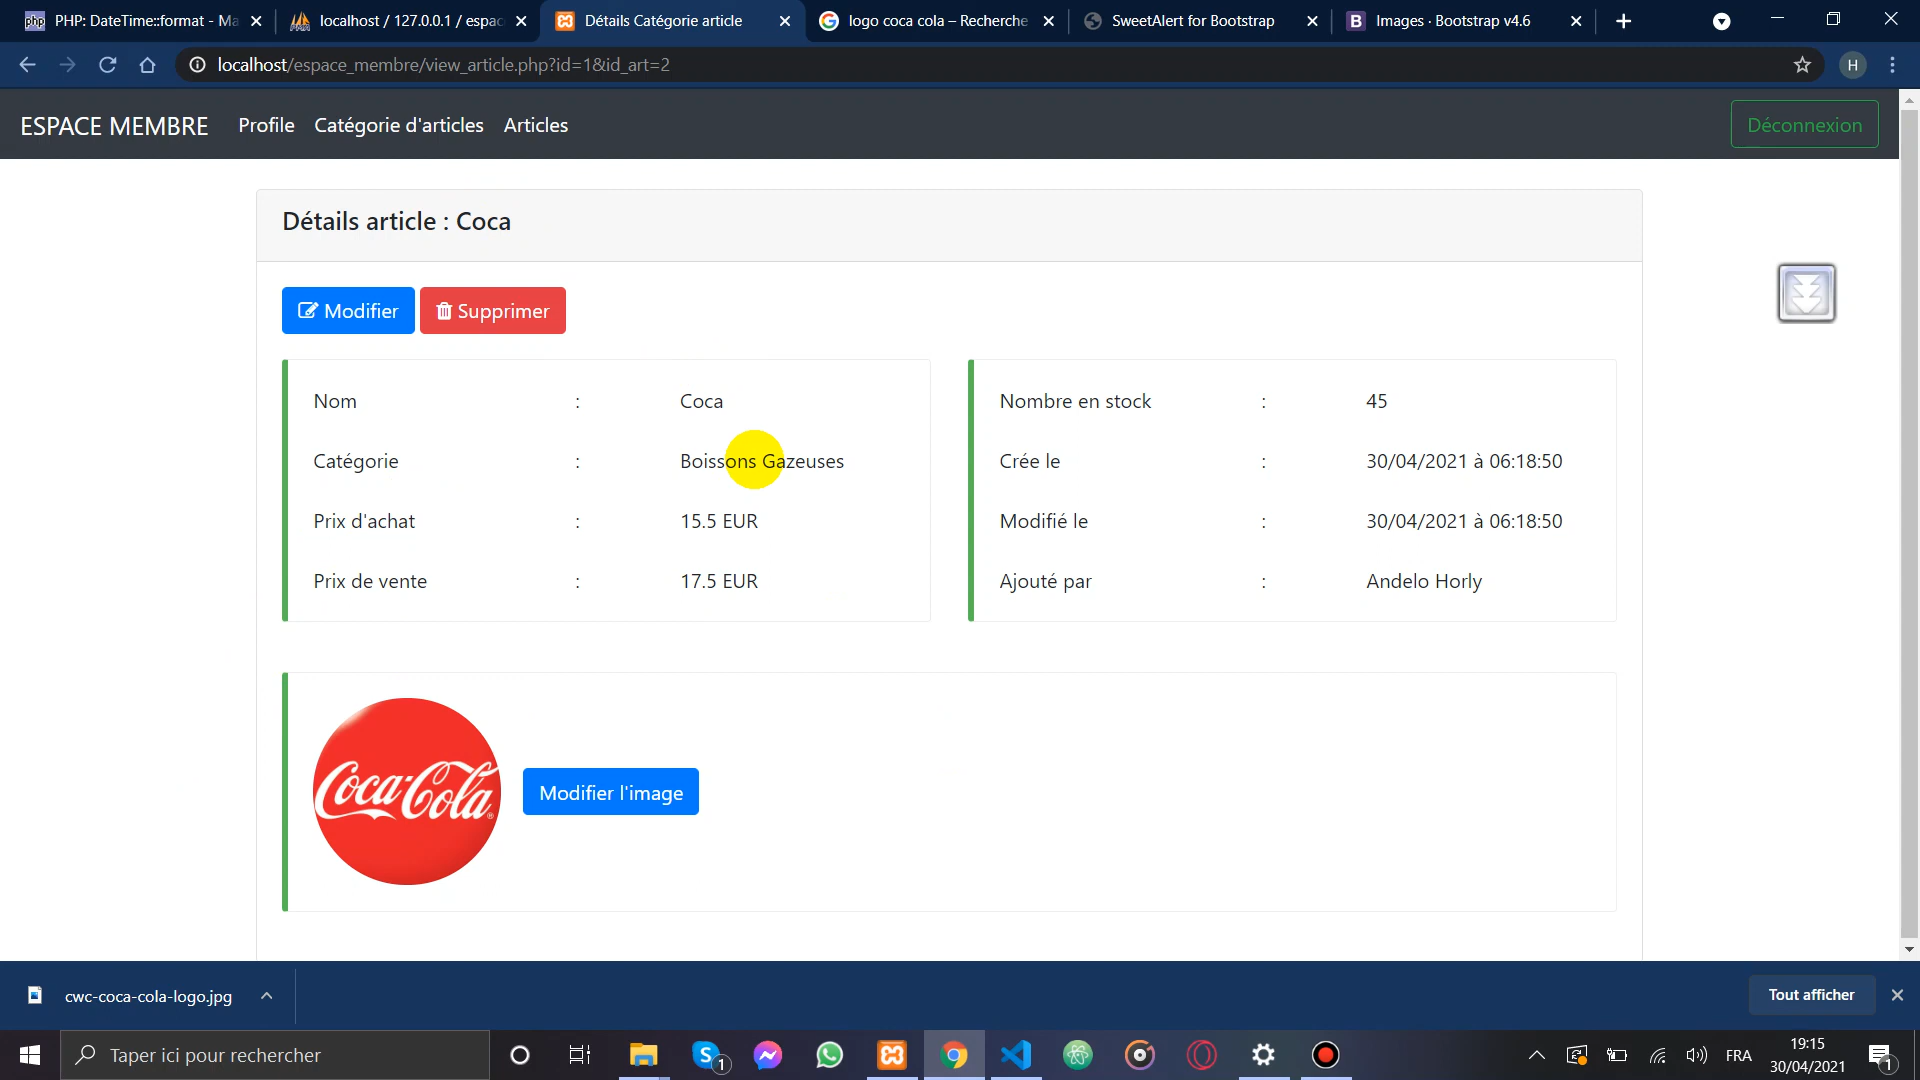 PHP: DateTime::format - Ma
localhost / 127.0.0.1 / espac
Détails Catégorie article
logo coca cola – Recherche
SweetAlert for Bootstrap
Images · Bootstrap v4.6
localhost/espace_membre/view_article.php?id=1&id_art=2
H
ESPACE MEMBRE Profile Catégorie d'articles Articles Déconnexion
Détails article : Coca
Modifier Supprimer
Nom : Coca
Catégorie : Boissons Gazeuses
Prix d'achat : 15.5 EUR
Prix de vente : 17.5 EUR
Nombre en stock : 45
Crée le : 30/04/2021 à 06:18:50
Modifié le : 30/04/2021 à 06:18:50
Ajouté par : Andelo Horly
Coca-Cola®
Modifier l'image
cwc-coca-cola-logo.jpg
Tout afficher
Taper ici pour rechercher
1
FRA
19:15
30/04/2021
1